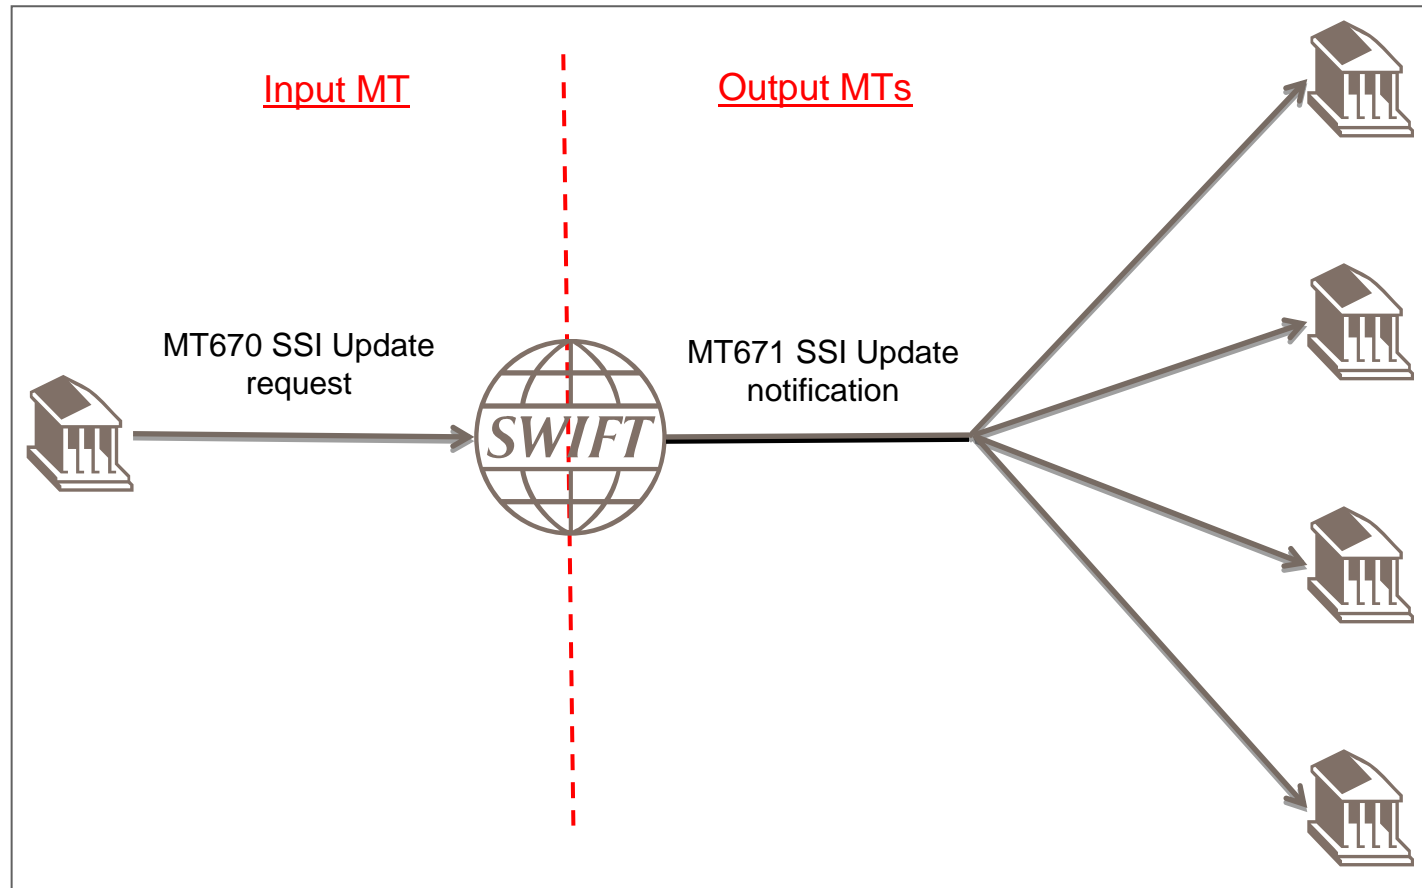 Input MT
Output MTs
MT670 SSI Update
request
MT671 SSI Update
notification
SWIFT